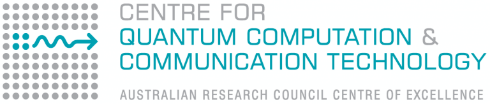 CENTRE FOR
QUANTUM COMPUTATION &
COMMUNICATION TECHNOLOGY
AUSTRALIAN RESEARCH COUNCIL CENTRE OF EXCELLENCE